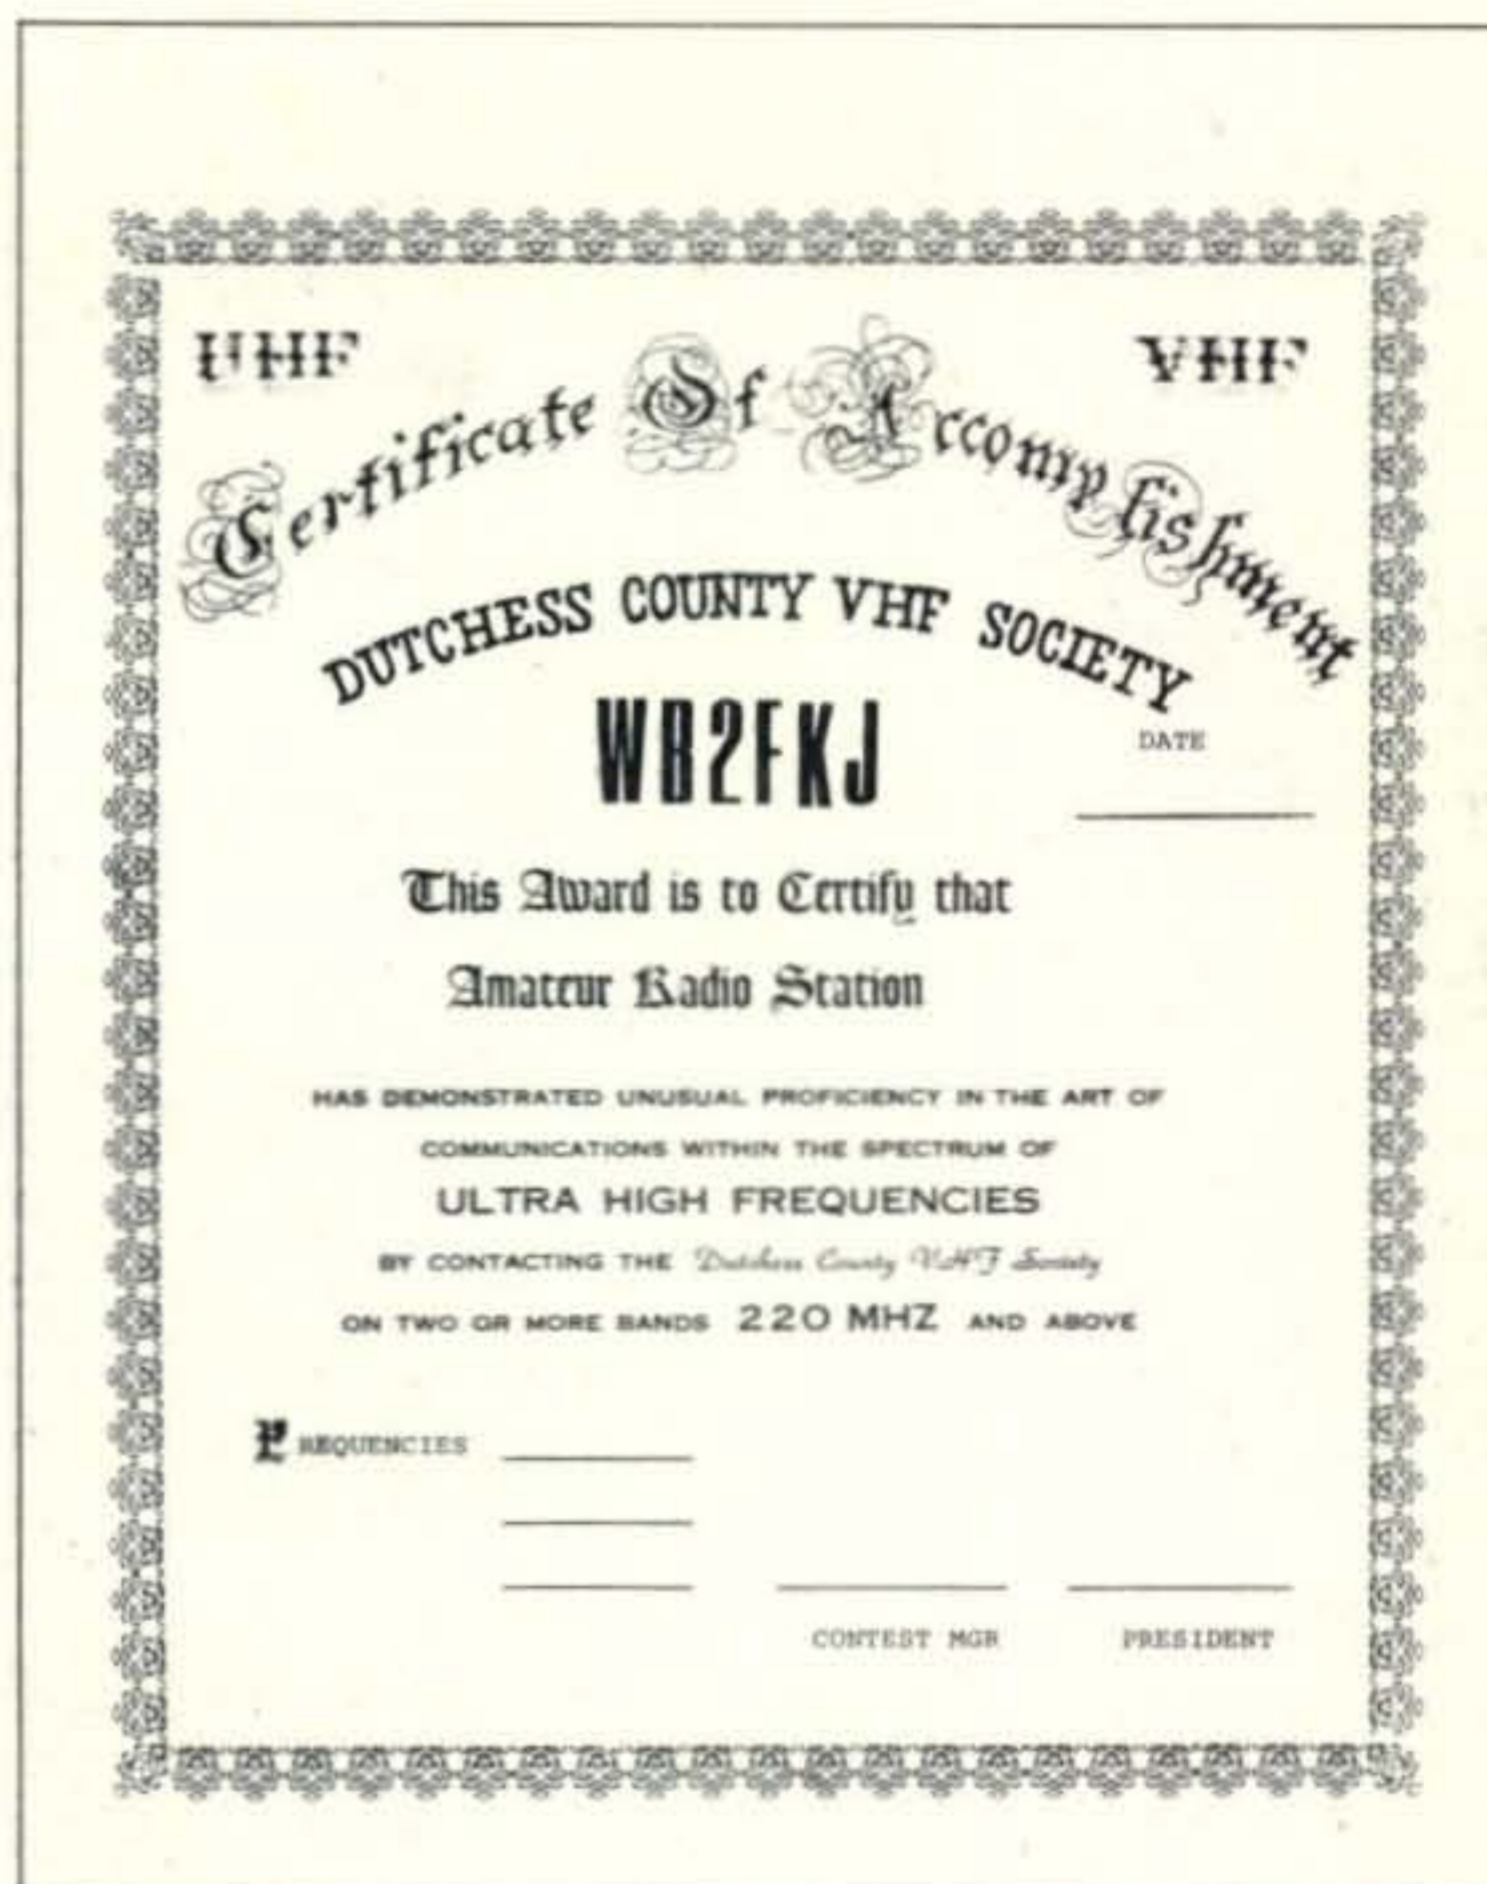 UHF VHF
Certificate Of Accomplishment
DUTCHESS COUNTY VHF SOCIETY
WB2FKJ
DATE
This Award is to Certify that
Amateur Radio Station
HAS DEMONSTRATED UNUSUAL PROFICIENCY IN THE ART OF
COMMUNICATIONS WITHIN THE SPECTRUM OF
ULTRA HIGH FREQUENCIES
BY CONTACTING THE Dutchess County VHF Society
ON TWO OR MORE BANDS 220 MHZ AND ABOVE
FREQUENCIES
CONTEST MGR PRESIDENT